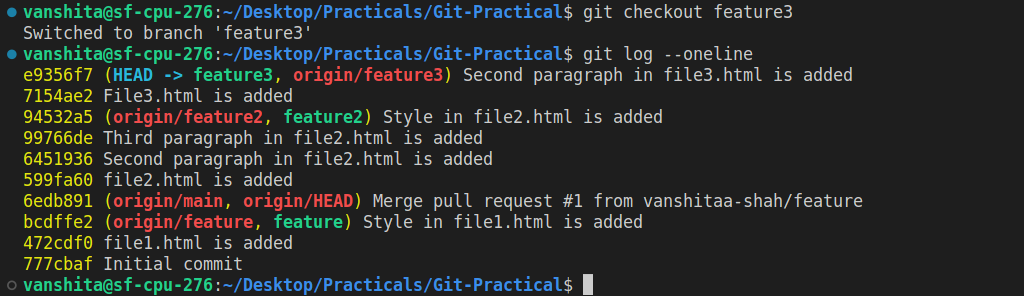 vanshita@sf-cpu-276:~/Desktop/Practicals/Git-Practical$ git checkout feature3
Switched to branch 'feature3'
vanshita@sf-cpu-276:~/Desktop/Practicals/Git-Practical$ git log --oneline
e9356f7 (HEAD -> feature3, origin/feature3) Second paragraph in file3.html is added
7154ae2 File3.html is added
94532a5 (origin/feature2, feature2) Style in file2.html is added
99766de Third paragraph in file2.html is added
6451936 Second paragraph in file2.html is added
599fa60 file2.html is added
6edb891 (origin/main, origin/HEAD) Merge pull request #1 from vanshitaa-shah/feature
bcdffe2 (origin/feature, feature) Style in file1.html is added
472cdf0 file1.html is added
777cbaf Initial commit
vanshita@sf-cpu-276:~/Desktop/Practicals/Git-Practical$